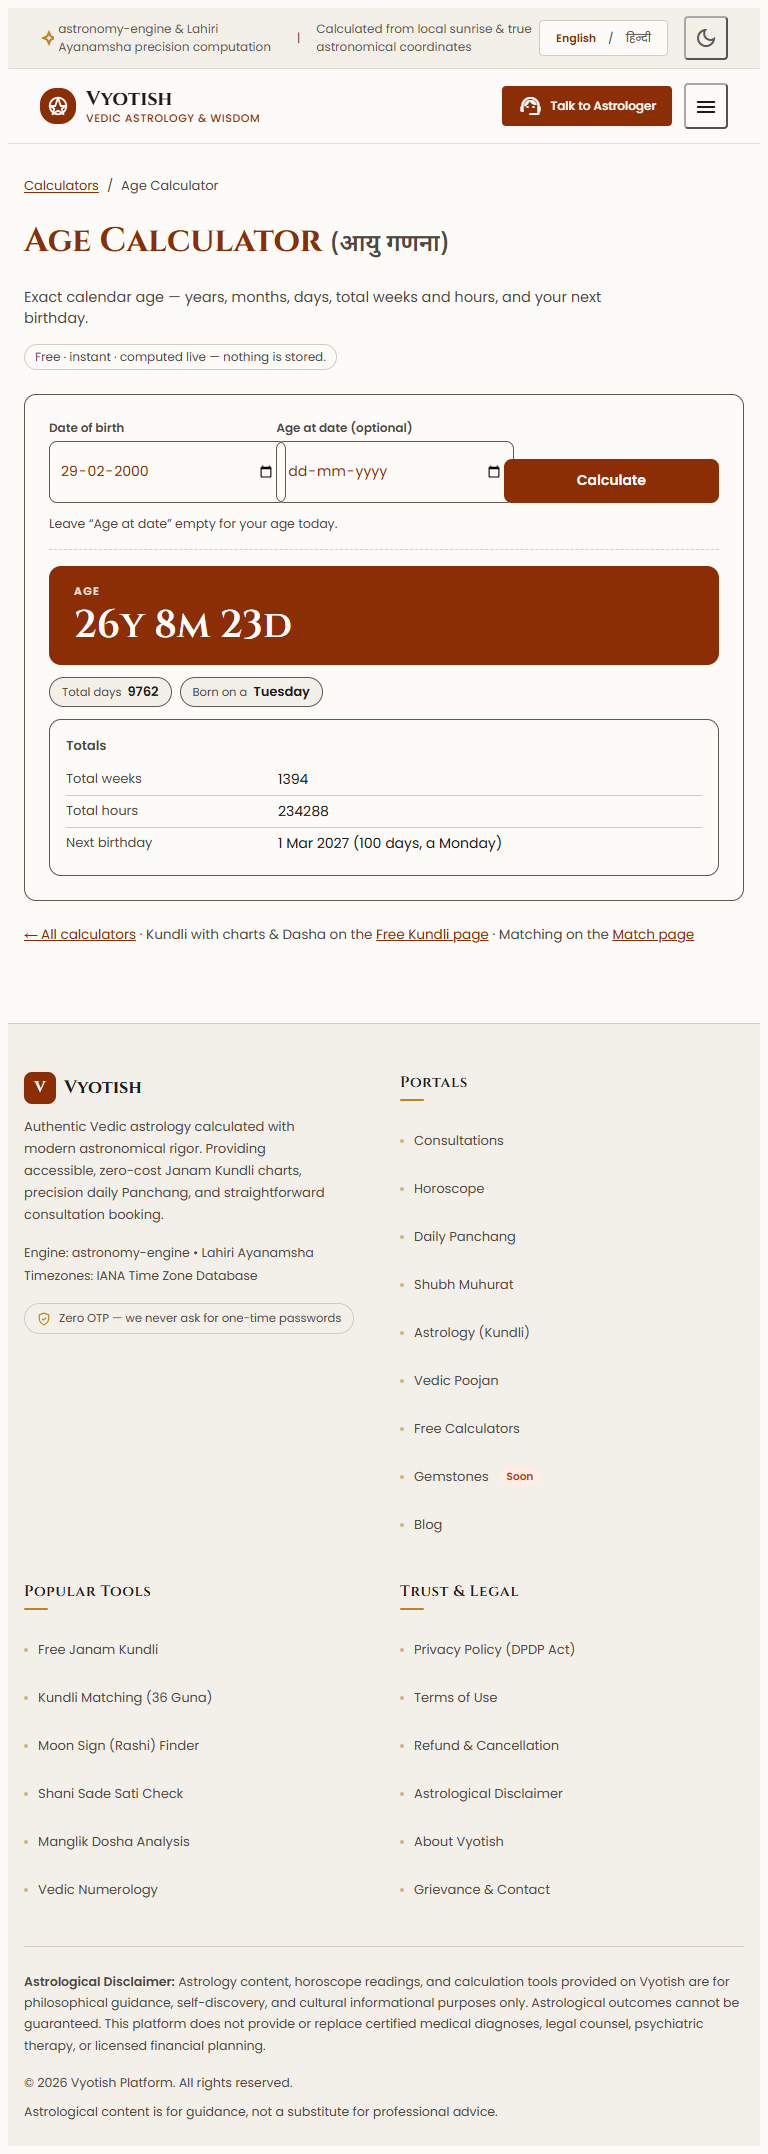 astronomy-engine & Lahiri
Ayanamsha precision computation
|
Calculated from local sunrise & true
astronomical coordinates
English / हिन्दी
Vyotish
VEDIC ASTROLOGY & WISDOM
Talk to Astrologer
Calculators / Age Calculator
Age Calculator (आयु गणना)
Exact calendar age — years, months, days, total weeks and hours, and your next
birthday.
Free · instant · computed live — nothing is stored.
Date of birth
Age at date (optional)
29-02-2000
dd-mm-yyyy
Calculate
Leave “Age at date” empty for your age today.
AGE
26y 8m 23d
Total days 9762
Born on a Tuesday
Totals
Total weeks 1394
Total hours 234288
Next birthday 1 Mar 2027 (100 days, a Monday)
← All calculators · Kundli with charts & Dasha on the Free Kundli page · Matching on the Match page
V Vyotish
Authentic Vedic astrology calculated with
modern astronomical rigor. Providing
accessible, zero-cost Janam Kundli charts,
precision daily Panchang, and straightforward
consultation booking.
Engine: astronomy-engine • Lahiri Ayanamsha
Timezones: IANA Time Zone Database
Zero OTP — we never ask for one-time passwords
Portals
Consultations
Horoscope
Daily Panchang
Shubh Muhurat
Astrology (Kundli)
Vedic Poojan
Free Calculators
Gemstones Soon
Blog
Popular Tools
Free Janam Kundli
Kundli Matching (36 Guna)
Moon Sign (Rashi) Finder
Shani Sade Sati Check
Manglik Dosha Analysis
Vedic Numerology
Trust & Legal
Privacy Policy (DPDP Act)
Terms of Use
Refund & Cancellation
Astrological Disclaimer
About Vyotish
Grievance & Contact
Astrological Disclaimer: Astrology content, horoscope readings, and calculation tools provided on Vyotish are for
philosophical guidance, self-discovery, and cultural informational purposes only. Astrological outcomes cannot be
guaranteed. This platform does not provide or replace certified medical diagnoses, legal counsel, psychiatric
therapy, or licensed financial planning.
© 2026 Vyotish Platform. All rights reserved.
Astrological content is for guidance, not a substitute for professional advice.